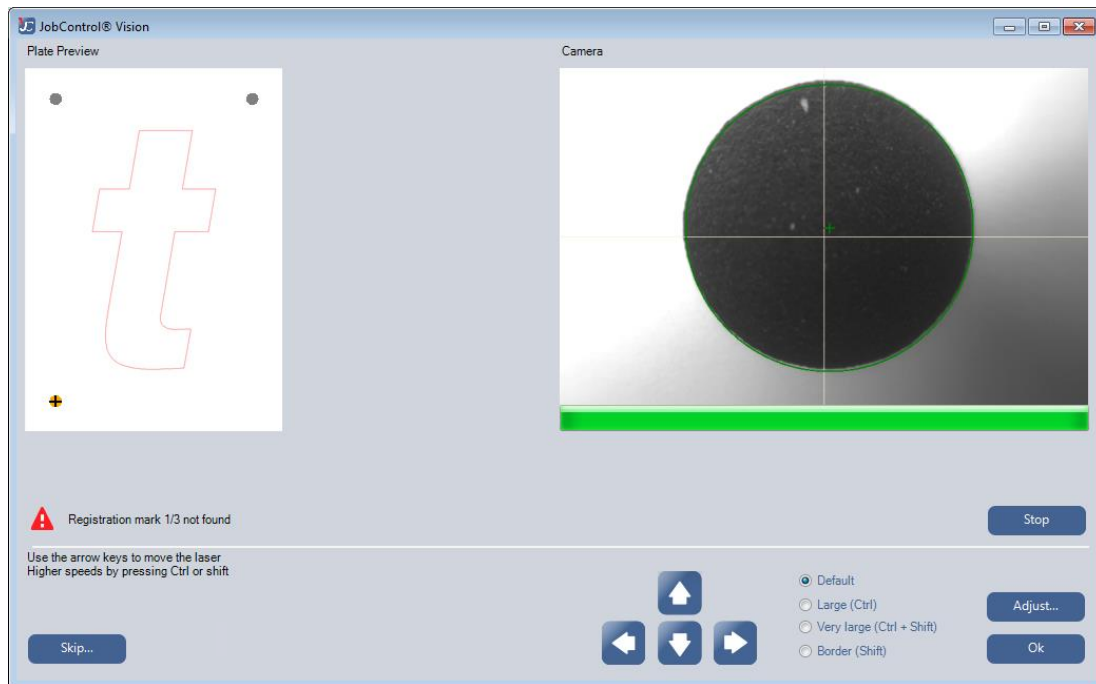 JobControl® Vision
Plate Preview
Camera
Registration mark 1/3 not found
Stop
Use the arrow keys to move the laser
Higher speeds by pressing Ctrl or shift
Default
Large (Ctrl)
Adjust...
Very large (Ctrl + Shift)
Skip...
Border (Shift)
Ok